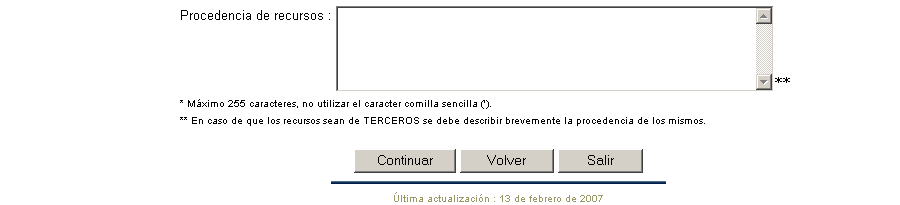 Procedencia de recursos :
**
* Máximo 255 caracteres, no utilizar el caracter comilla sencilla (').
** En caso de que los recursos sean de TERCEROS se debe describir brevemente la procedencia de los mismos.
Continuar Volver Salir
Última actualización : 13 de febrero de 2007